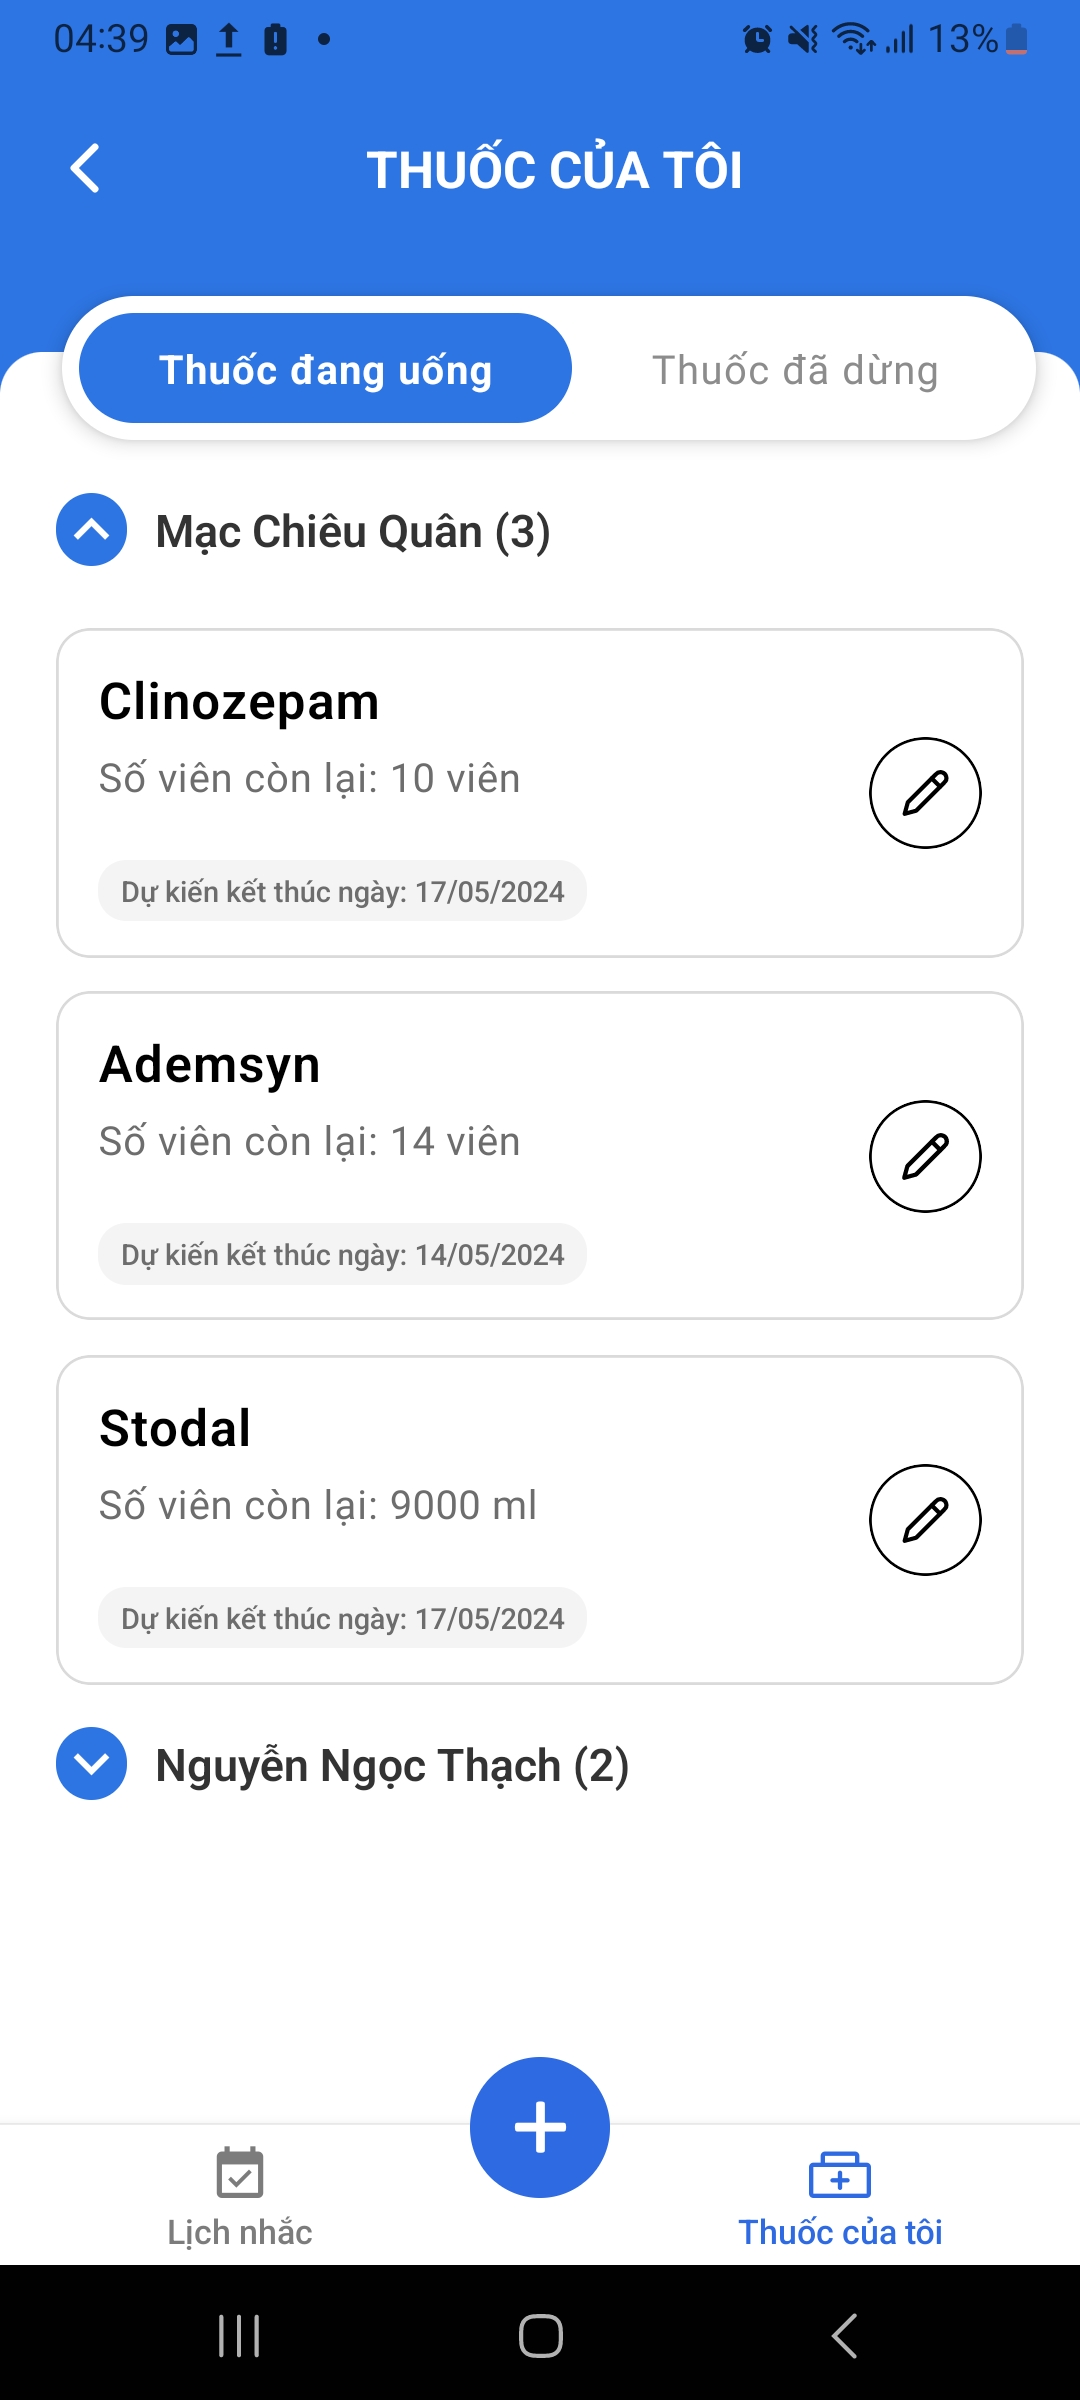 04:39
13%
THUỐC CỦA TÔI
Thuốc đang uống
Thuốc đã dừng
Mạc Chiêu Quân (3)
Clinozepam
Số viên còn lại: 10 viên
Dự kiến kết thúc ngày: 17/05/2024
Ademsyn
Số viên còn lại: 14 viên
Dự kiến kết thúc ngày: 14/05/2024
Stodal
Số viên còn lại: 9000 ml
Dự kiến kết thúc ngày: 17/05/2024
Nguyễn Ngọc Thạch (2)
Lịch nhắc
Thuốc của tôi